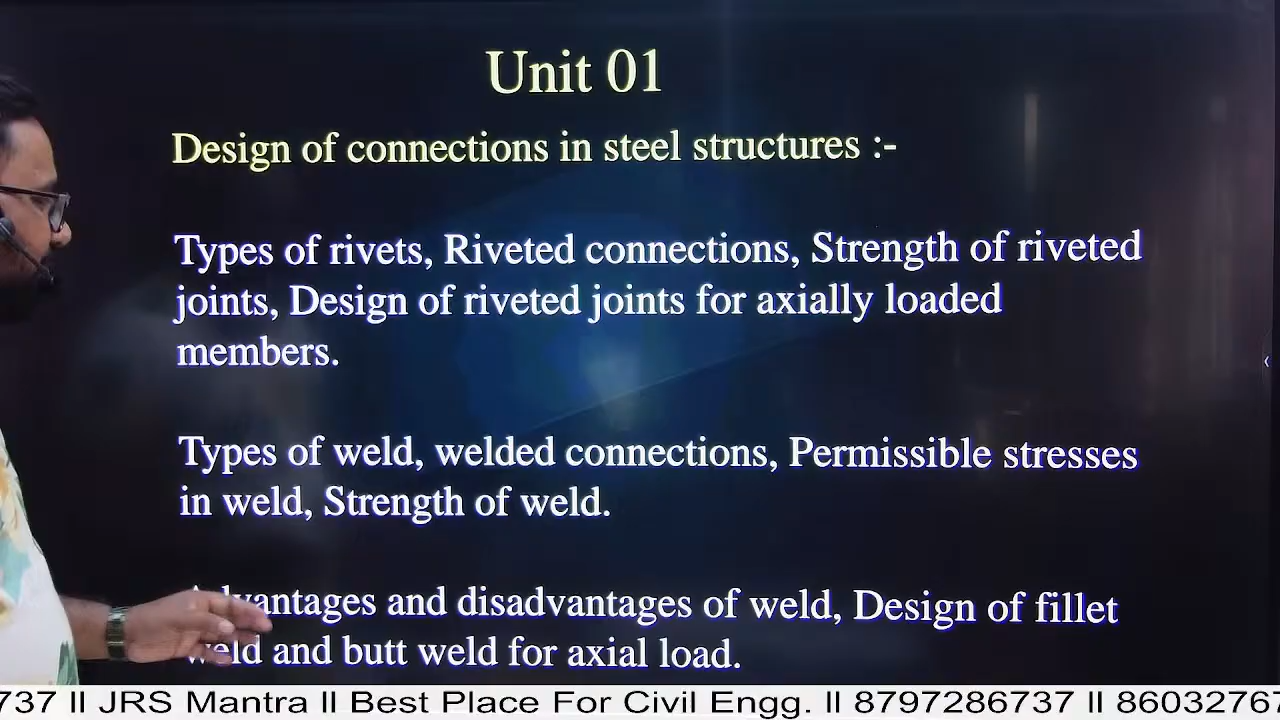 Unit 01
Design of connections in steel structures :-
Types of rivets, Riveted connections, Strength of riveted
joints, Design of riveted joints for axially loaded
members.
Types of weld, welded connections, Permissible stresses
in weld, Strength of weld.
Advantages and disadvantages of weld, Design of fillet
weld and butt weld for axial load.
737 II JRS Mantra II Best Place For Civil Engg. II 8797286737 II 86032767